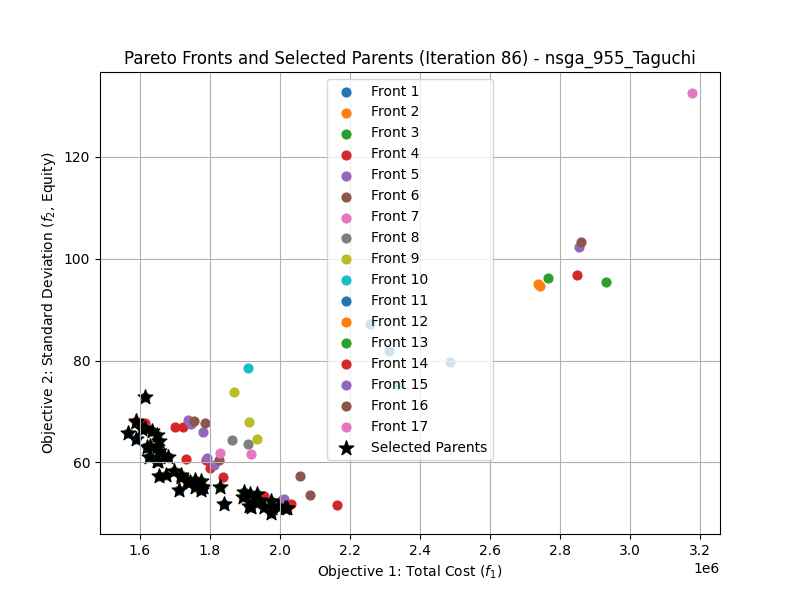 Pareto Fronts and Selected Parents (Iteration 86) - nsga_955_Taguchi
Objective 2: Standard Deviation (f₂, Equity)
120
100
80
60
Front 1
Front 2
Front 3
Front 4
Front 5
Front 6
Front 7
Front 8
Front 9
Front 10
Front 11
Front 12
Front 13
Front 14
Front 15
Front 16
Front 17
Selected Parents
1.6 1.8 2.0 2.2 2.4 2.6 2.8 3.0 3.2
1e6
Objective 1: Total Cost (f₁)